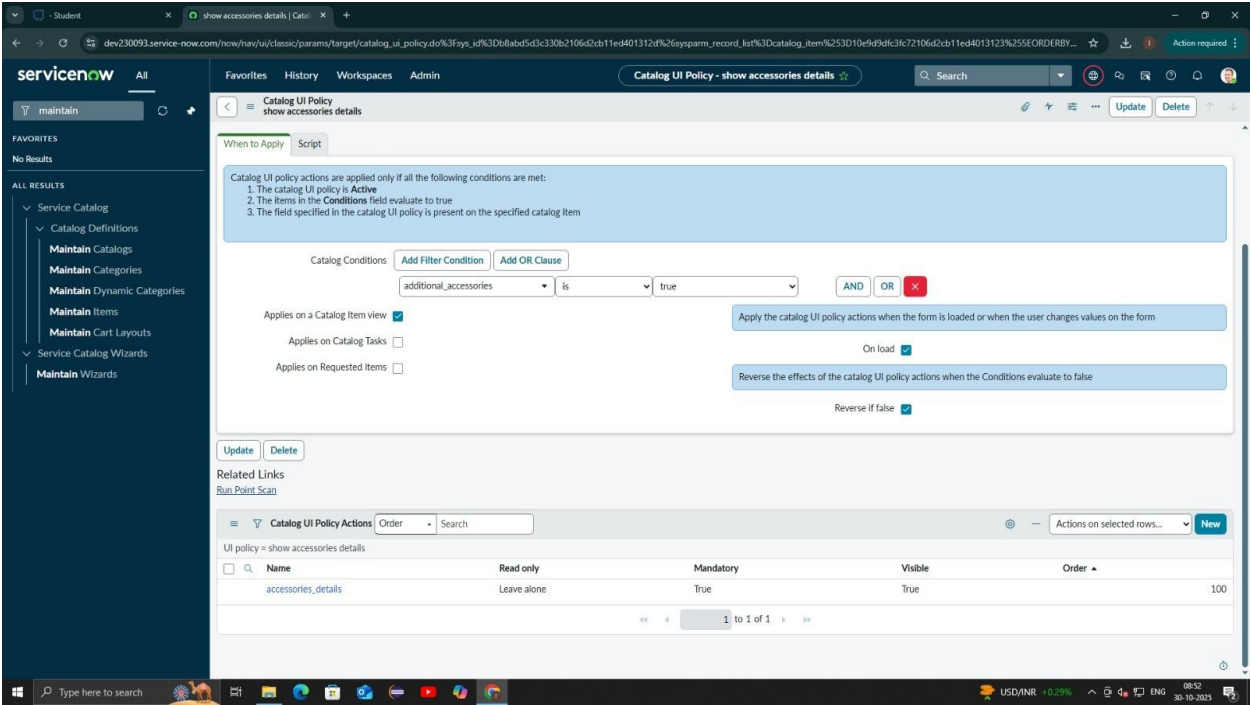 - Student
show accessories details | Catal
dev230093.service-now.com/now/nav/ui/classic/params/target/catalog_ui_policy.do%3Fsys_id%3Db8abd5d3c330b2106d2cb11ed401312d%26sysparm_record_list%3Dcatalog_item%253D10e9d9dfc3fc72106d2cb11ed4013123%255EORDERBY...
Action required
servicenow All Favorites History Workspaces Admin
Catalog UI Policy - show accessories details
Search
maintain
FAVORITES
No Results
ALL RESULTS
Service Catalog
Catalog Definitions
Maintain Catalogs
Maintain Categories
Maintain Dynamic Categories
Maintain Items
Maintain Cart Layouts
Service Catalog Wizards
Maintain Wizards
Catalog UI Policy
show accessories details
Update Delete
When to Apply Script
Catalog UI policy actions are applied only if all the following conditions are met:
1. The catalog UI policy is Active
2. The items in the Conditions field evaluate to true
3. The field specified in the catalog UI policy is present on the specified catalog item
Catalog Conditions Add Filter Condition Add OR Clause
additional_accessories is true AND OR
Applies on a Catalog Item view
Applies on Catalog Tasks
Applies on Requested Items
Apply the catalog UI policy actions when the form is loaded or when the user changes values on the form
On load
Reverse the effects of the catalog UI policy actions when the Conditions evaluate to false
Reverse if false
Update Delete
Related Links
Run Point Scan
Catalog UI Policy Actions Order Search Actions on selected rows... New
UI policy = show accessories details
Name Read only Mandatory Visible Order
accessories_details Leave alone True True 100
1 to 1 of 1
Type here to search
USD/INR +0.29%
ENG
08:52
30-10-2025